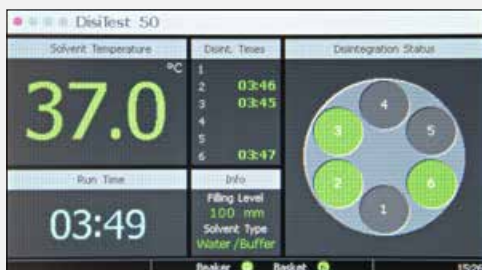 DisiTest 50
Solvent Temperature
°C
37.0
Run Time
03:49
Disint. Times
1
2 03:46
3 03:45
4
5
6 03:47
Info
Filling Level
100 mm
Solvent Type
Water/Buffer
Disintegration Status
4
3
5
2
6
1
Beaker
Basket
15:26